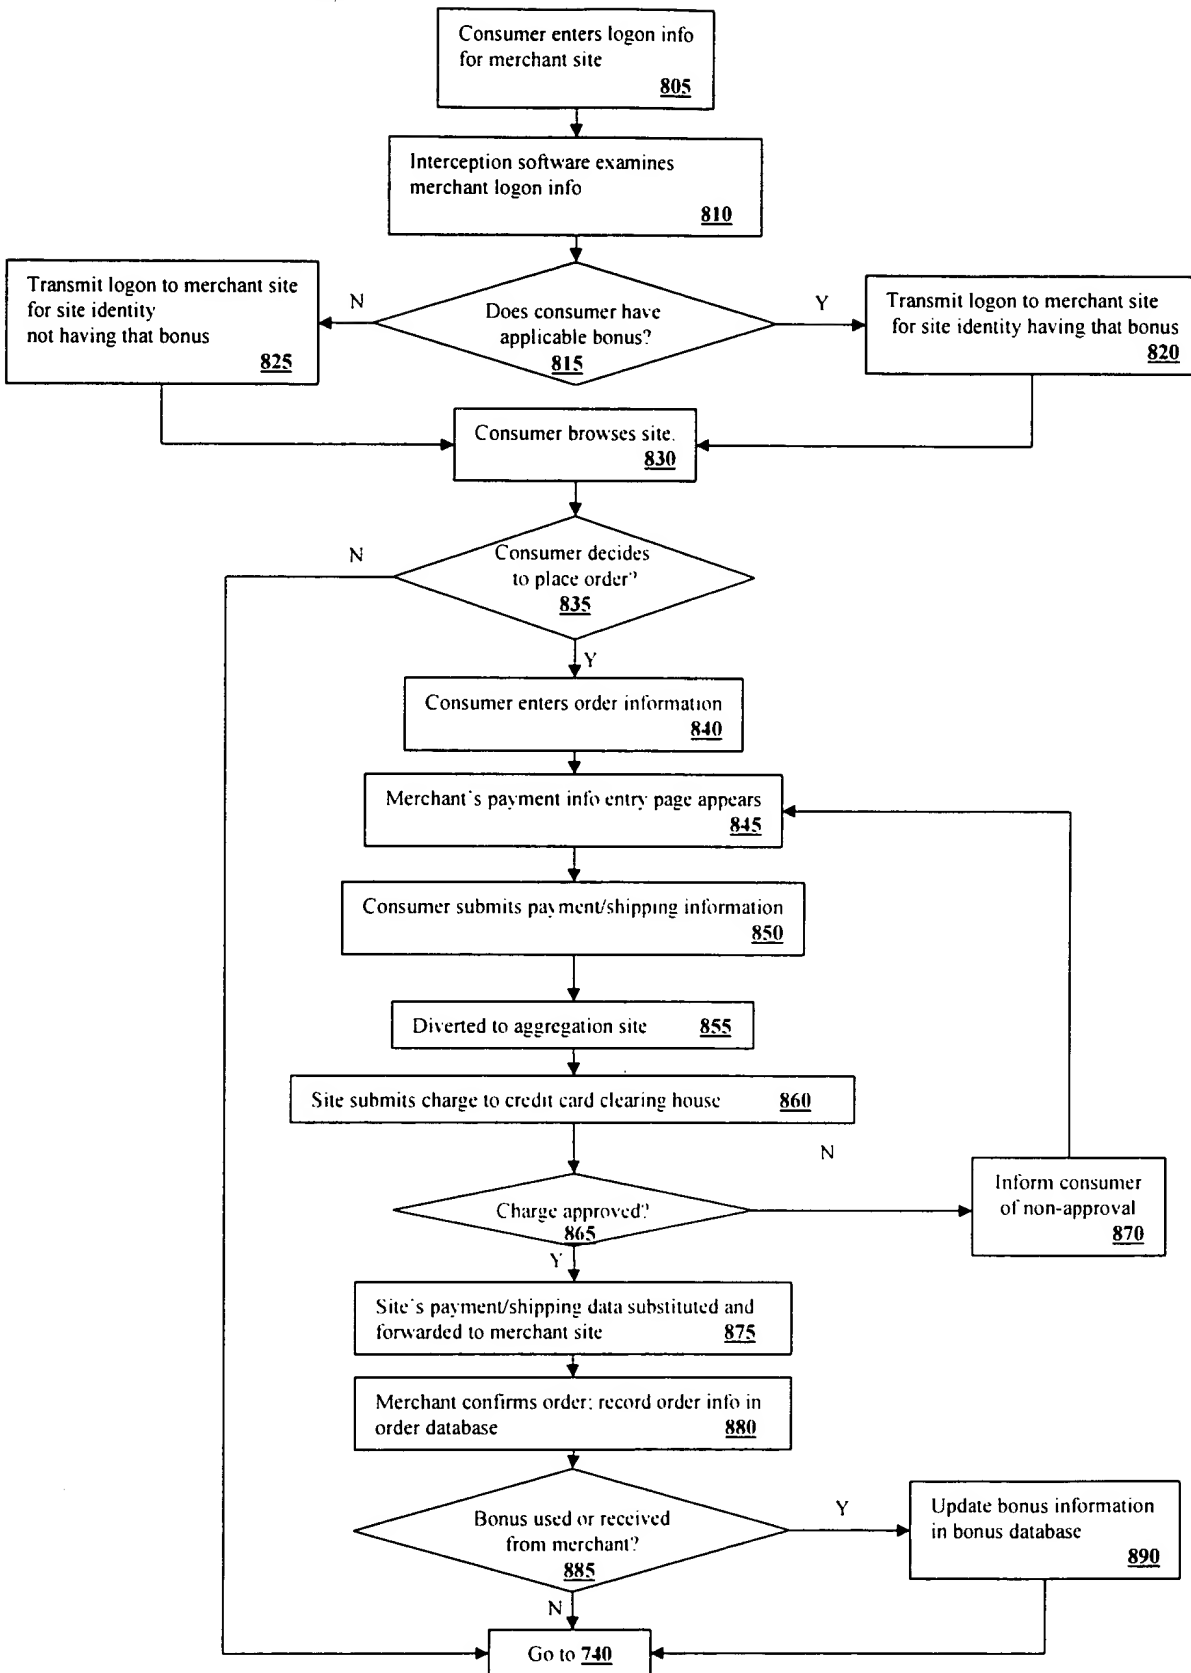 Consumer enters logon info
for merchant site
805
Interception software examines
merchant logon info
810
Transmit logon to merchant site
for site identity
not having that bonus
825
N
Does consumer have
applicable bonus?
815
Y
Transmit logon to merchant site
for site identity having that bonus
820
Consumer browses site.
830
N
Consumer decides
to place order?
835
Y
Consumer enters order information
840
Merchant's payment info entry page appears
845
Consumer submits payment/shipping information
850
Diverted to aggregation site 855
Site submits charge to credit card clearing house 860
N
Charge approved?
865
Y
Inform consumer
of non-approval
870
Site's payment/shipping data substituted and
forwarded to merchant site 875
Merchant confirms order; record order info in
order database 880
Bonus used or received
from merchant?
885
Y
Update bonus information
in bonus database
890
N
Go to 740